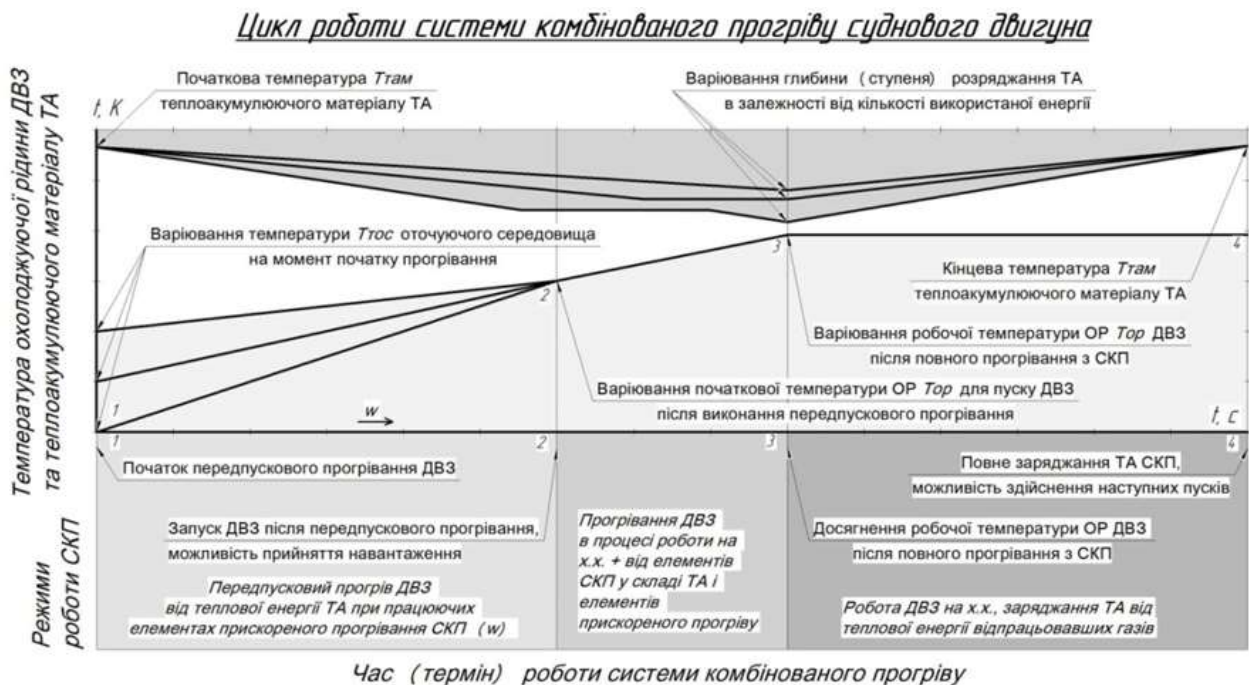 Цикл роботи системи комбінованого прогріву суднового двигуна
Температура охолоджуючої рідини ДВЗ
та теплоакумулюючого матеріалу ТА
t, K
Початкова температура Tтам
теплоакумулюючого матеріалу ТА
Варіювання глибини (ступеня) розряджання ТА
в залежності від кількості використаної енергії
Варіювання температури Tтос оточуючого середовища
на момент початку прогрівання
3
4
2
Кінцева температура Tтам
теплоакумулюючого матеріалу ТА
Варіювання робочої температури ОР Tор ДВЗ
після повного прогрівання з СКП
Варіювання початкової температури ОР Tор для пуску ДВЗ
після виконання передпускового прогрівання
1
w
t, c
1
2
3
4
Режими
роботи СКП
Початок передпускового прогрівання ДВЗ
Повне заряджання ТА СКП,
можливість здійснення наступних пусків
Запуск ДВЗ після передпускового прогрівання,
можливість прийняття навантаження
Досягнення робочої температури ОР ДВЗ
після повного прогрівання з СКП
Передпусковий прогрів ДВЗ
від теплової енергії ТА при працюючих
елементах прискореного прогрівання СКП (w)
Прогрівання ДВЗ
в процесі роботи на
х.х. + від елементів
СКП у складі ТА і
елементів
прискореного прогріву
Робота ДВЗ на х.х., заряджання ТА від
теплової енергії відпрацьовавших газів
Час (термін) роботи системи комбінованого прогріву